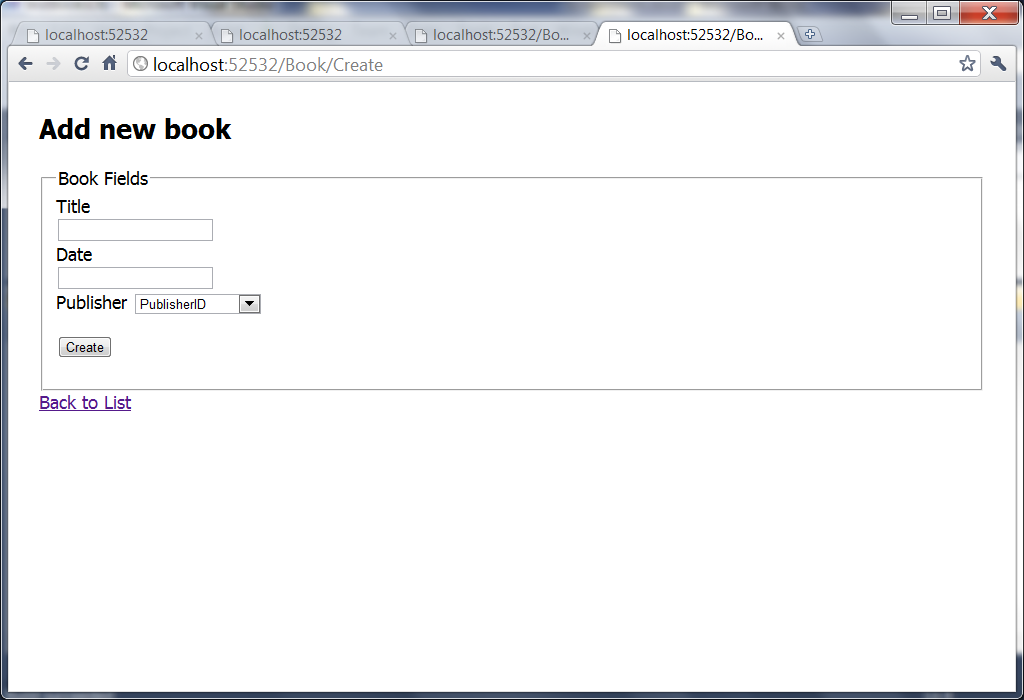 localhost:52532 localhost:52532 localhost:52532/Bo... localhost:52532/Bo...
localhost:52532/Book/Create
Add new book
Book Fields
Title
Date
Publisher PublisherID
Create
Back to List